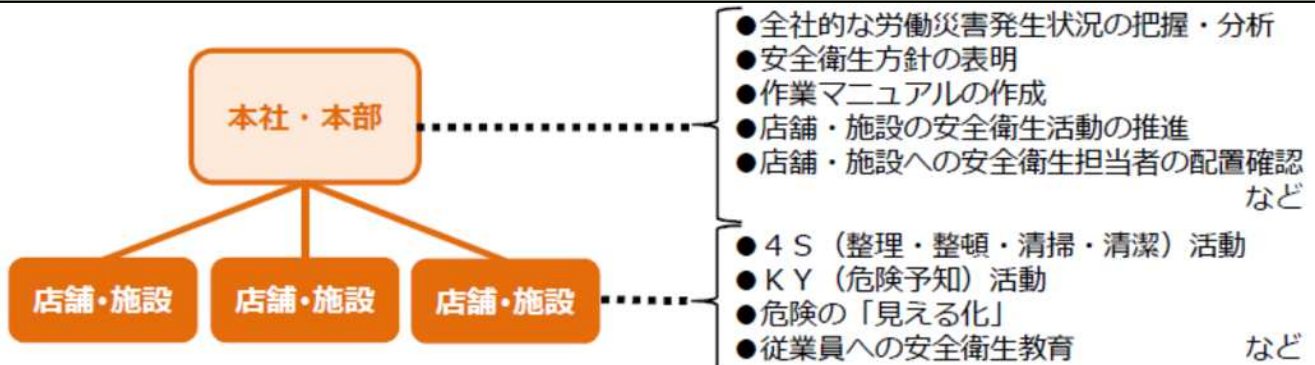 本社・本部
●全社的な労働災害発生状況の把握・分析
●安全衛生方針の表明
●作業マニュアルの作成
●店舗・施設の安全衛生活動の推進
●店舗・施設への安全衛生担当者の配置確認
など
店舗・施設
店舗・施設
店舗・施設
●４Ｓ（整理・整頓・清掃・清潔）活動
●ＫＹ（危険予知）活動
●危険の「見える化」
●従業員への安全衛生教育 など